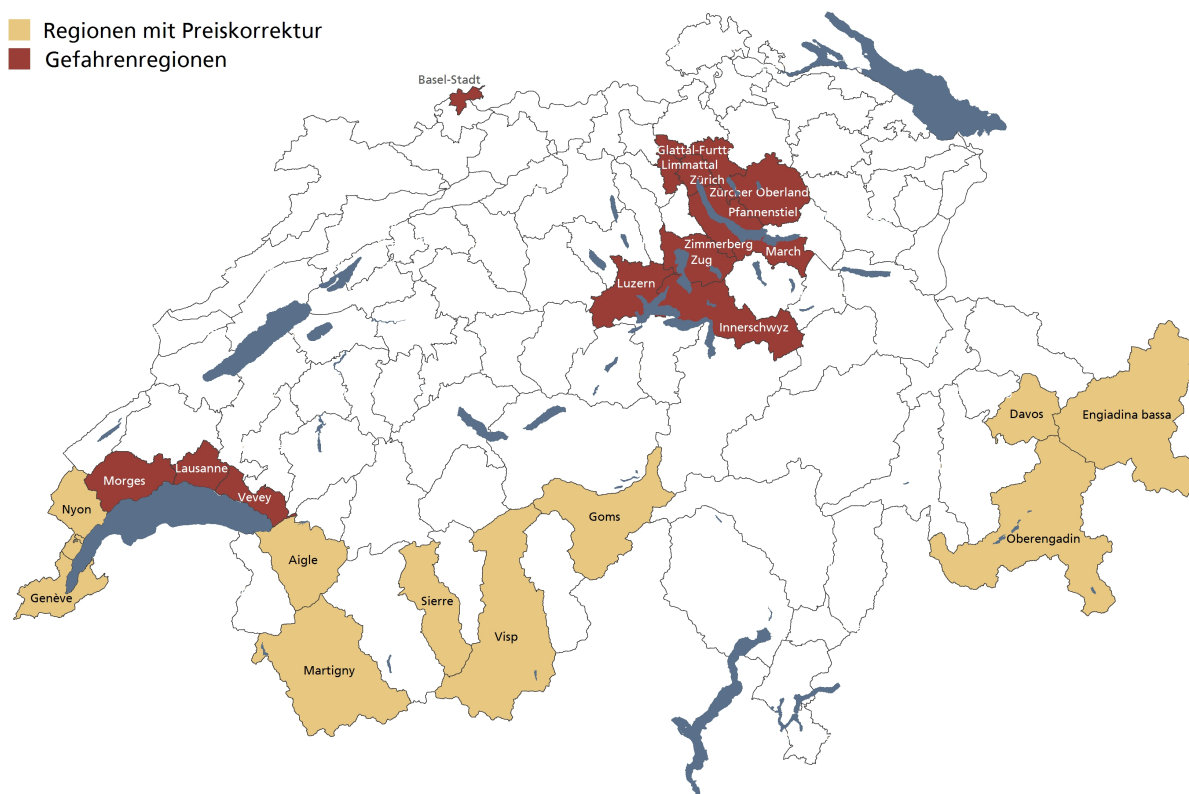 Regionen mit Preiskorrektur
Gefahrenregionen
Basel-Stadt
Glattal-Furtta
Limmattal
Zürich
Zürcher Oberland
Pfannenstiel
Zimmerberg
March
Zug
Luzern
Innerschwyz
Davos
Engiadina bassa
Lausanne
Morges
Vevey
Nyon
Goms
Oberengadin
Aigle
Genève
Sierre
Visp
Martigny